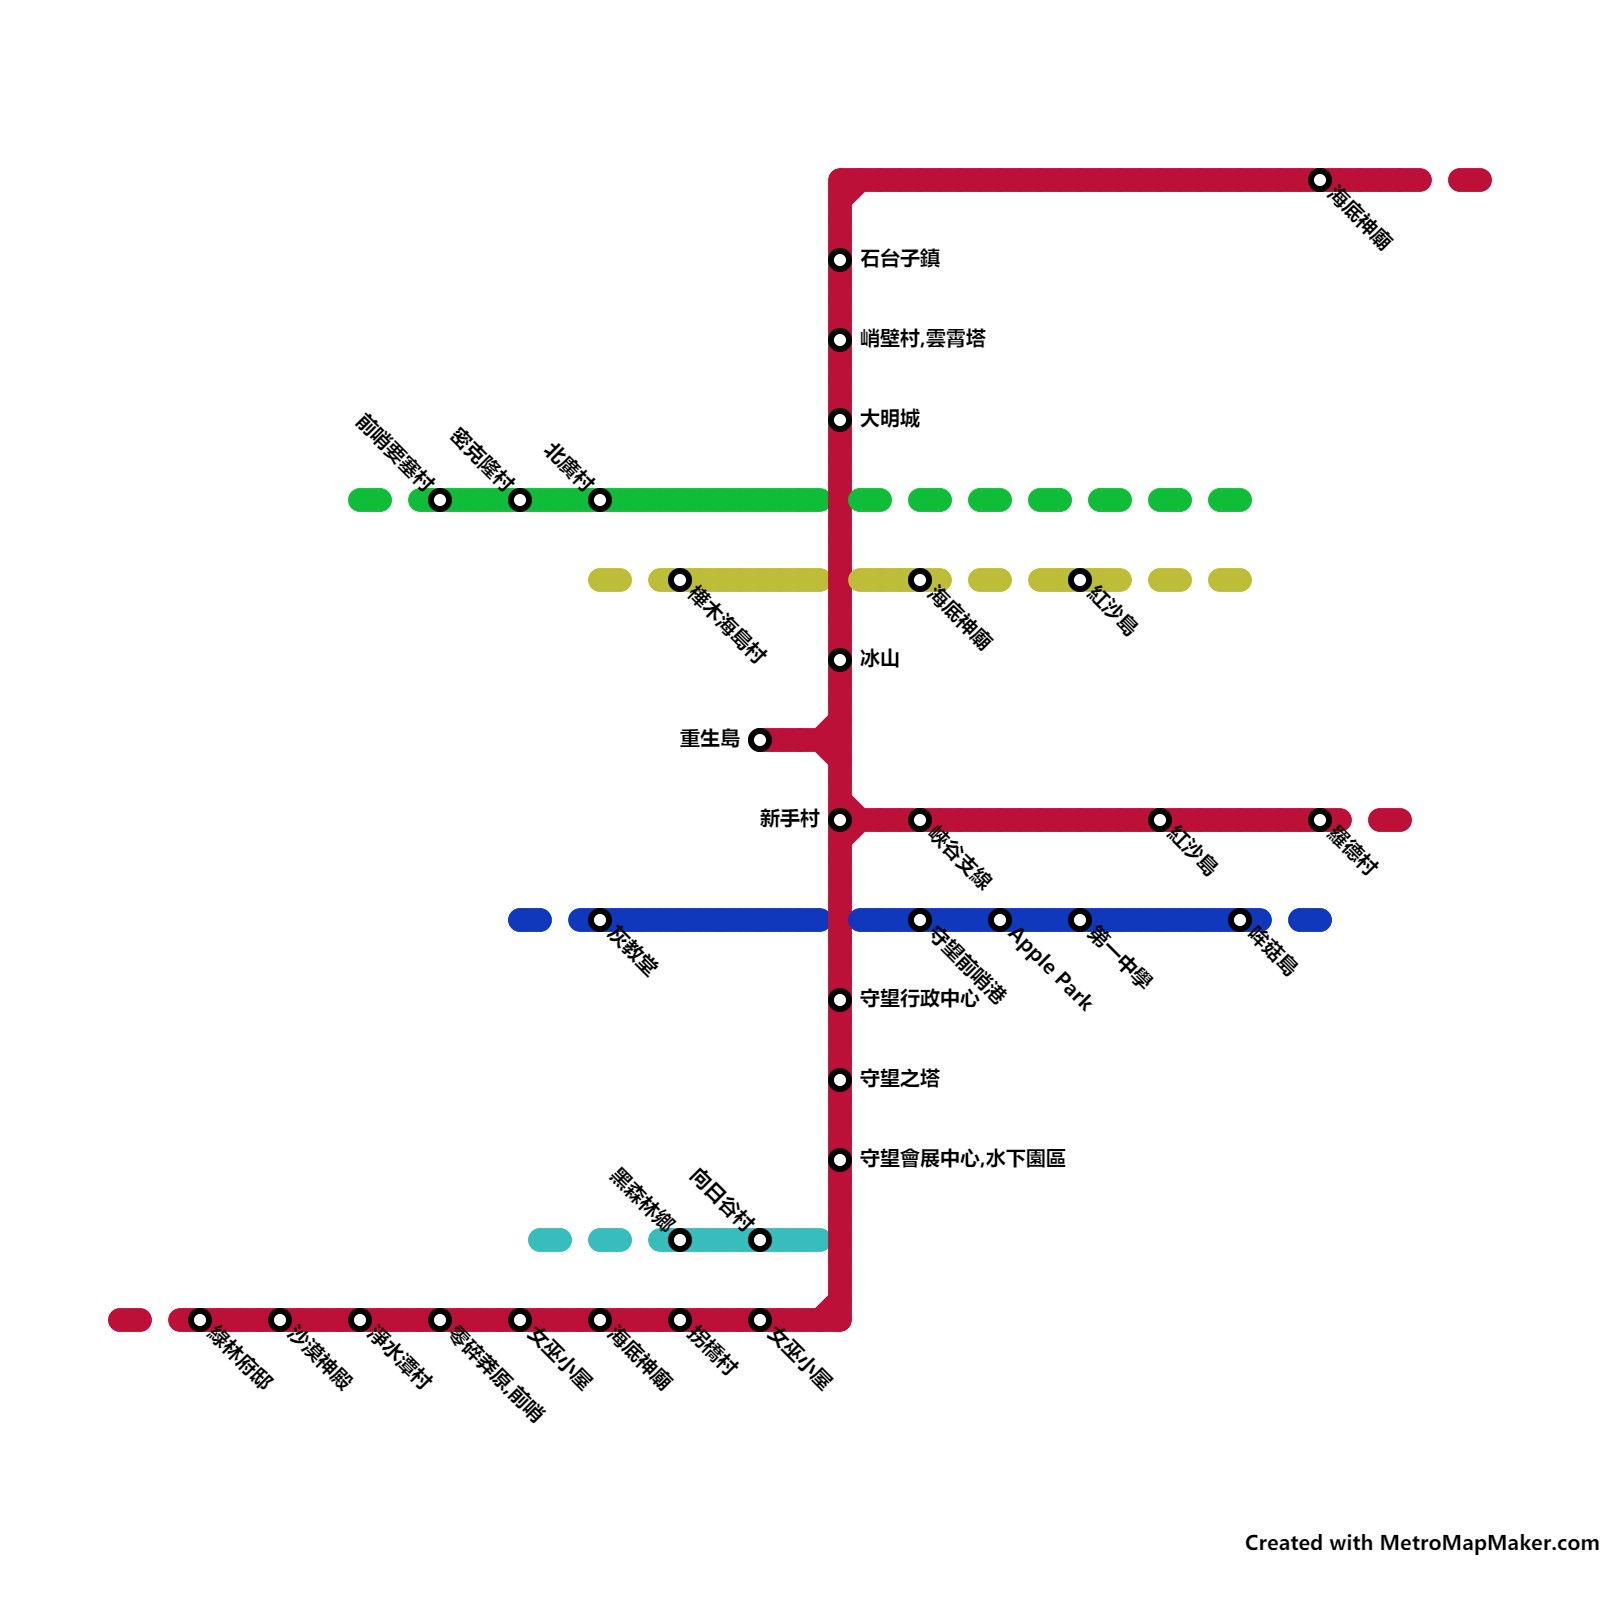 海底神廟
石台子鎮
峭壁村,雲霄塔
大明城
前哨要塞村
密克隆村
北廣村
樺木海島村
海底神廟
紅沙島
冰山
重生島
新手村
峽谷支線
紅沙島
羅德村
灰教堂
守望前哨港
Apple Park
第一中學
哞菇島
守望行政中心
守望之塔
守望會展中心,水下園區
黑森林鄉
向日谷村
綠林府邸
沙漠神殿
淨水潭村
零碎莽原,前哨
女巫小屋
海底神廟
拐橋村
女巫小屋
Created with MetroMapMaker.com